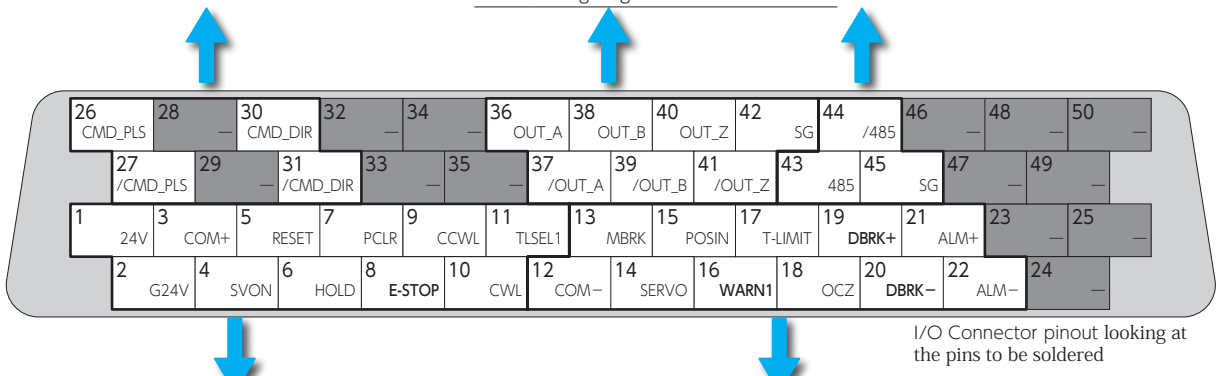 26 28 30 32 34 36 38 40 42 44 46 48 50
CMD_PLS — CMD_DIR — — OUT_A OUT_B OUT_Z SG /485 — — —
27 29 31 33 35 37 39 41 43 45 47 49
/CMD_PLS — /CMD_DIR — — /OUT_A /OUT_B /OUT_Z 485 SG — —
1 3 5 7 9 11 13 15 17 19 21 23 25
24V COM+ RESET PCLR CCWL TLSEL1 MBRK POSIN T-LIMIT DBRK+ ALM+ — —
2 4 6 8 10 12 14 16 18 20 22 24
G24V SVON HOLD E-STOP CWL COM− SERVO WARN1 OCZ DBRK− ALM− —
I/O Connector pinout looking at
the pins to be soldered